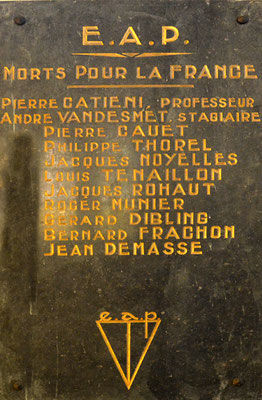 E.A.P.
MORTS POUR LA FRANCE
PIERRE CATIENI, PROFESSEUR
ANDRE VANDESMET, STAGIAIRE
PIERRE CAUET
PHILIPPE THOREL
JACQUES NOYELLES
LOUIS TENAILLON
JACQUES ROHAUT
ROGER MUNIER
GERARD DIBLING
BERNARD FRACHON
JEAN DEMASSE
e.a.p.